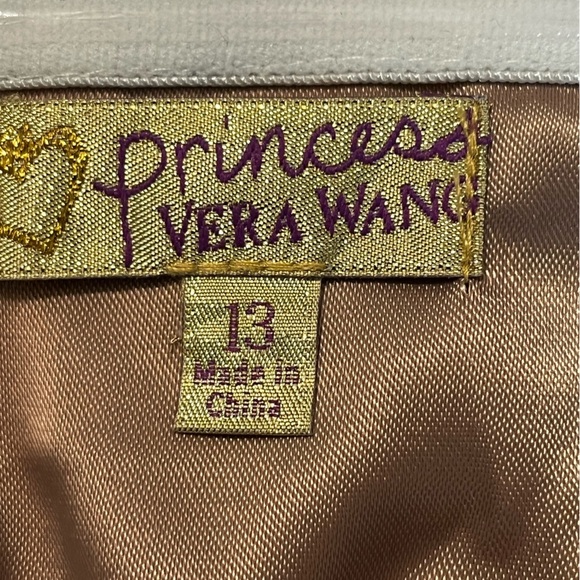 Princess
VERA WANG
13
Made in
China